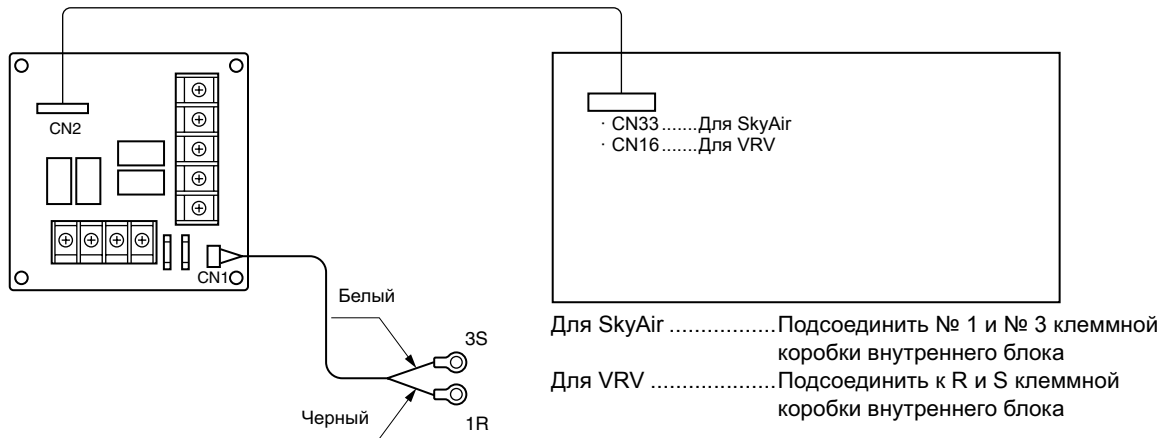 CN2
CN1
· CN33.......Для SkyAir
· CN16.......Для VRV
Белый
3S
Черный
1R
Для SkyAir .................Подсоединить № 1 и № 3 клеммной
коробки внутреннего блока
Для VRV ....................Подсоединить к R и S клеммной
коробки внутреннего блока